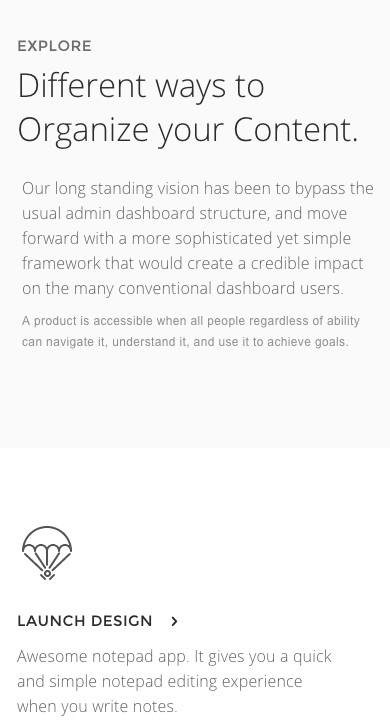 EXPLORE
Different ways to
Organize your Content.
Our long standing vision has been to bypass the
usual admin dashboard structure, and move
forward with a more sophisticated yet simple
framework that would create a credible impact
on the many conventional dashboard users.
A product is accessible when all people regardless of ability
can navigate it, understand it, and use it to achieve goals.
LAUNCH DESIGN
Awesome notepad app. It gives you a quick
and simple notepad editing experience
when you write notes.